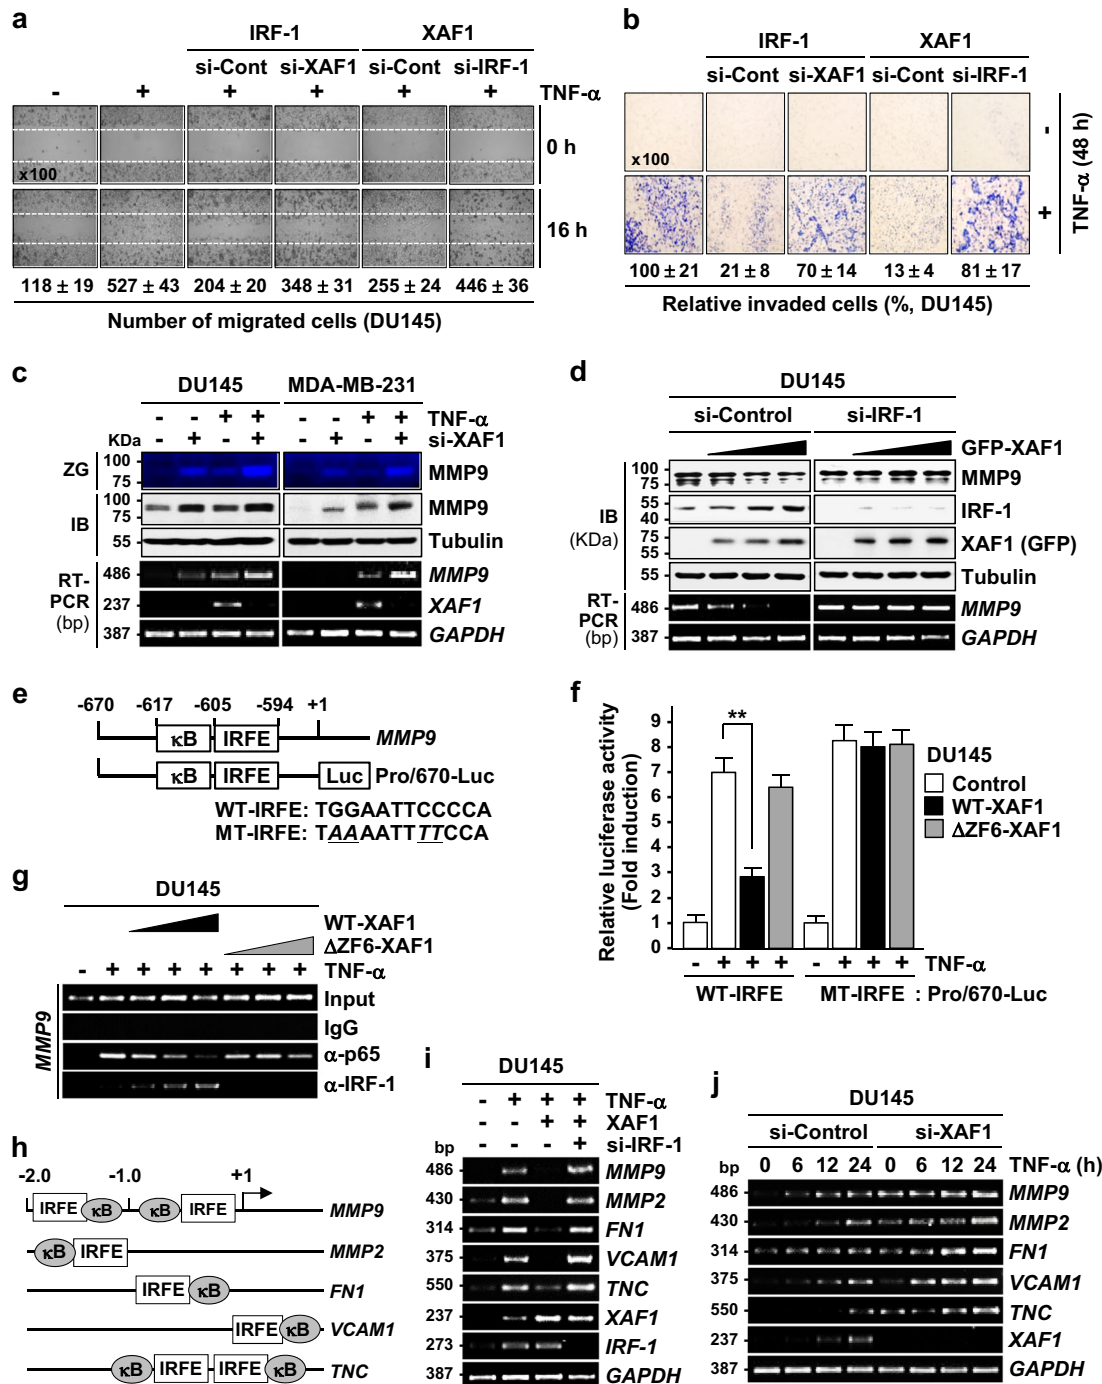 a
IRF-1 XAF1
si-Cont si-XAF1 si-Cont si-IRF-1
- + + + + + TNF-α
x100
0 h
16 h
118 ± 19 527 ± 43 204 ± 20 348 ± 31 255 ± 24 446 ± 36
Number of migrated cells (DU145)
b
IRF-1 XAF1
si-Cont si-XAF1 si-Cont si-IRF-1
x100
-
+
TNF-α (48 h)
100 ± 21 21 ± 8 70 ± 14 13 ± 4 81 ± 17
Relative invaded cells (%, DU145)
c
DU145 MDA-MB-231
- - + + - - + + TNF-α
- + - + - + - + si-XAF1
KDa
ZG 100 75 MMP9
IB 100 75 MMP9
55 Tubulin
RT-PCR (bp)
486 MMP9
237 XAF1
387 GAPDH
d
DU145
si-Control si-IRF-1
GFP-XAF1
IB (KDa)
100 75 MMP9
55 40 IRF-1
75 55 XAF1 (GFP)
55 Tubulin
RT-PCR (bp)
486 MMP9
387 GAPDH
e
-670 -617 -605 -594 +1
κB IRFE MMP9
κB IRFE Luc Pro/670-Luc
WT-IRFE: TGGAATTCCCCA
MT-IRFE: TAAAATTTTCCA
f
Relative luciferase activity
(Fold induction)
9
8
7
6
5
4
3
2
1
0
**
DU145
Control
WT-XAF1
ΔZF6-XAF1
- + + + - + + + TNF-α
WT-IRFE MT-IRFE : Pro/670-Luc
g
DU145
WT-XAF1
ΔZF6-XAF1
- + + + + + + + TNF-α
MMP9
Input
IgG
α-p65
α-IRF-1
h
-2.0 -1.0 +1
IRFE κB κB IRFE MMP9
κB IRFE MMP2
IRFE κB FN1
IRFE κB VCAM1
κB IRFE IRFE κB TNC
i
DU145
- + + + TNF-α
- - + + XAF1
bp - - - + si-IRF-1
486 MMP9
430 MMP2
314 FN1
375 VCAM1
550 TNC
237 XAF1
273 IRF-1
387 GAPDH
j
DU145
si-Control si-XAF1
bp 0 6 12 24 0 6 12 24 TNF-α (h)
486 MMP9
430 MMP2
314 FN1
375 VCAM1
550 TNC
237 XAF1
387 GAPDH